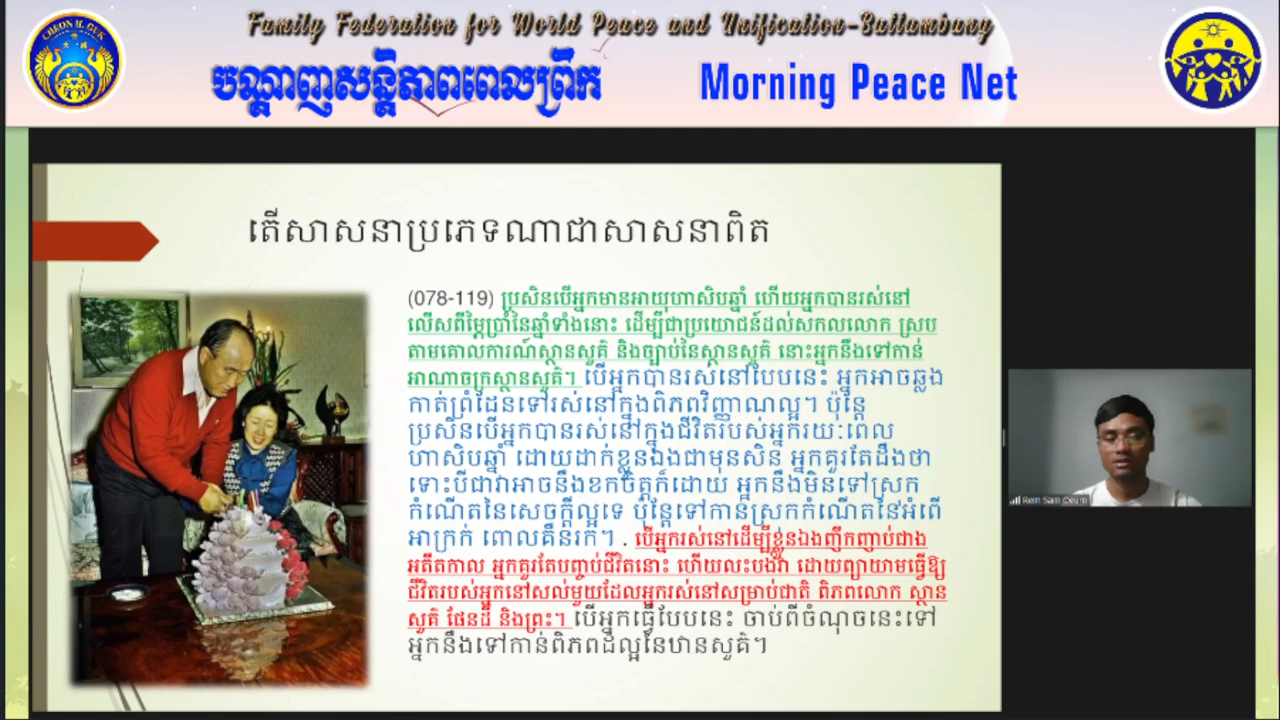 CHEON IL GUK
Family Federation for World Peace and Unification-Battambang
បណ្តាញសន្តិភាពពេលព្រឹក
Morning Peace Net
តើសាសនាប្រភេទណាជាសាសនាពិត
(078-119) ប្រសិនបើអ្នកមានអាយុហាសិបឆ្នាំ ហើយអ្នកបានរស់នៅ
លើសពីម្ភៃប្រាំនៃឆ្នាំទាំងនោះ ដើម្បីជាប្រយោជន៍ដល់សកលលោក ស្រប
តាមគោលការណ៍ស្ថានសួគ៌ និងច្បាប់នៃស្ថានសួគ៌ នោះអ្នកនឹងទៅកាន់
អាណាចក្រស្ថានសួគ៌។ បើអ្នកបានរស់នៅបែបនេះ អ្នកអាចឆ្លង
កាត់ព្រំដែនទៅរស់នៅក្នុងពិភពវិញ្ញាណល្អ។ ប៉ុន្តែ
ប្រសិនបើអ្នកបានរស់នៅក្នុងជីវិតរបស់អ្នករយៈពេល
ហាសិបឆ្នាំ ដោយដាក់ខ្លួនឯងជាមុនសិន អ្នកគួរតែដឹងថា
ទោះបីជាវាអាចនឹងខកចិត្តក៏ដោយ អ្នកនឹងមិនទៅស្រុក
កំណើតនៃសេចក្តីល្អទេ ប៉ុន្តែទៅកាន់ស្រុកកំណើតនៃអំពើ
អាក្រក់ ពោលគឺនរក។ . បើអ្នករស់នៅដើម្បីខ្លួនឯងញឹកញាប់ជាង
អតីតកាល អ្នកគួរតែបញ្ចប់ជីវិតនោះ ហើយលះបង់វា ដោយព្យាយាមធ្វើឱ្យ
ជីវិតរបស់អ្នកនៅសល់មួយដែលអ្នករស់នៅសម្រាប់ជាតិ ពិភពលោក ស្ថាន
សួគ៌ ផែនដី និងព្រះ។ បើអ្នកធ្វើបែបនេះ ចាប់ពីចំណុចនេះទៅ
អ្នកនឹងទៅកាន់ពិភពដ៏ល្អនៃឋានសួគ៌។
Rem Sam Oeurn